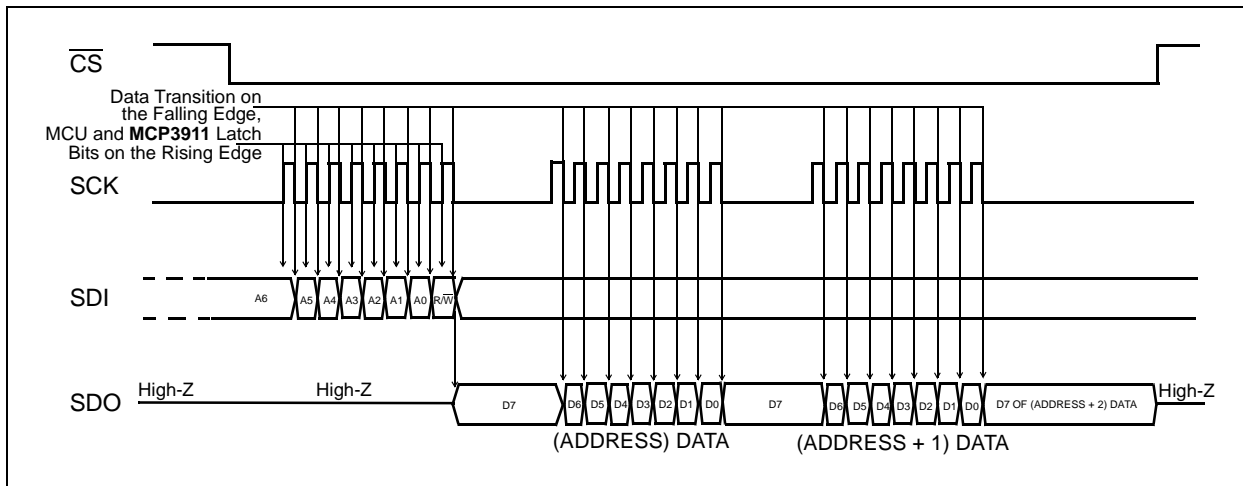 CS
Data Transition on
the Falling Edge,
MCU and MCP3911 Latch
Bits on the Rising Edge
SCK
SDI
A6 A5 A4 A3 A2 A1 A0 R/W
SDO
High-Z High-Z D7 D6 D5 D4 D3 D2 D1 D0 D7 D6 D5 D4 D3 D2 D1 D0 D7 OF (ADDRESS + 2) DATA High-Z
(ADDRESS) DATA (ADDRESS + 1) DATA